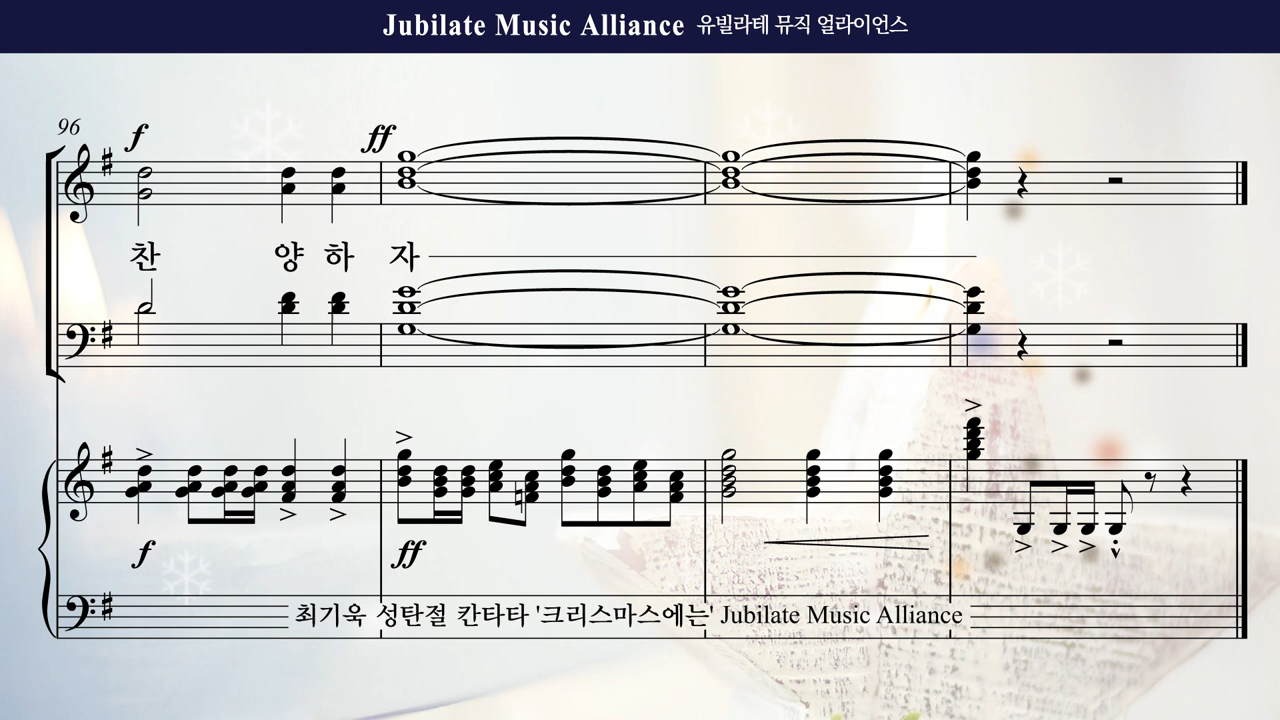 Jubilate Music Alliance 유빌라테 뮤직 얼라이언스
96
f
ff
찬 양 하 자
f
ff
최기욱 성탄절 칸타타 '크리스마스에는' Jubilate Music Alliance